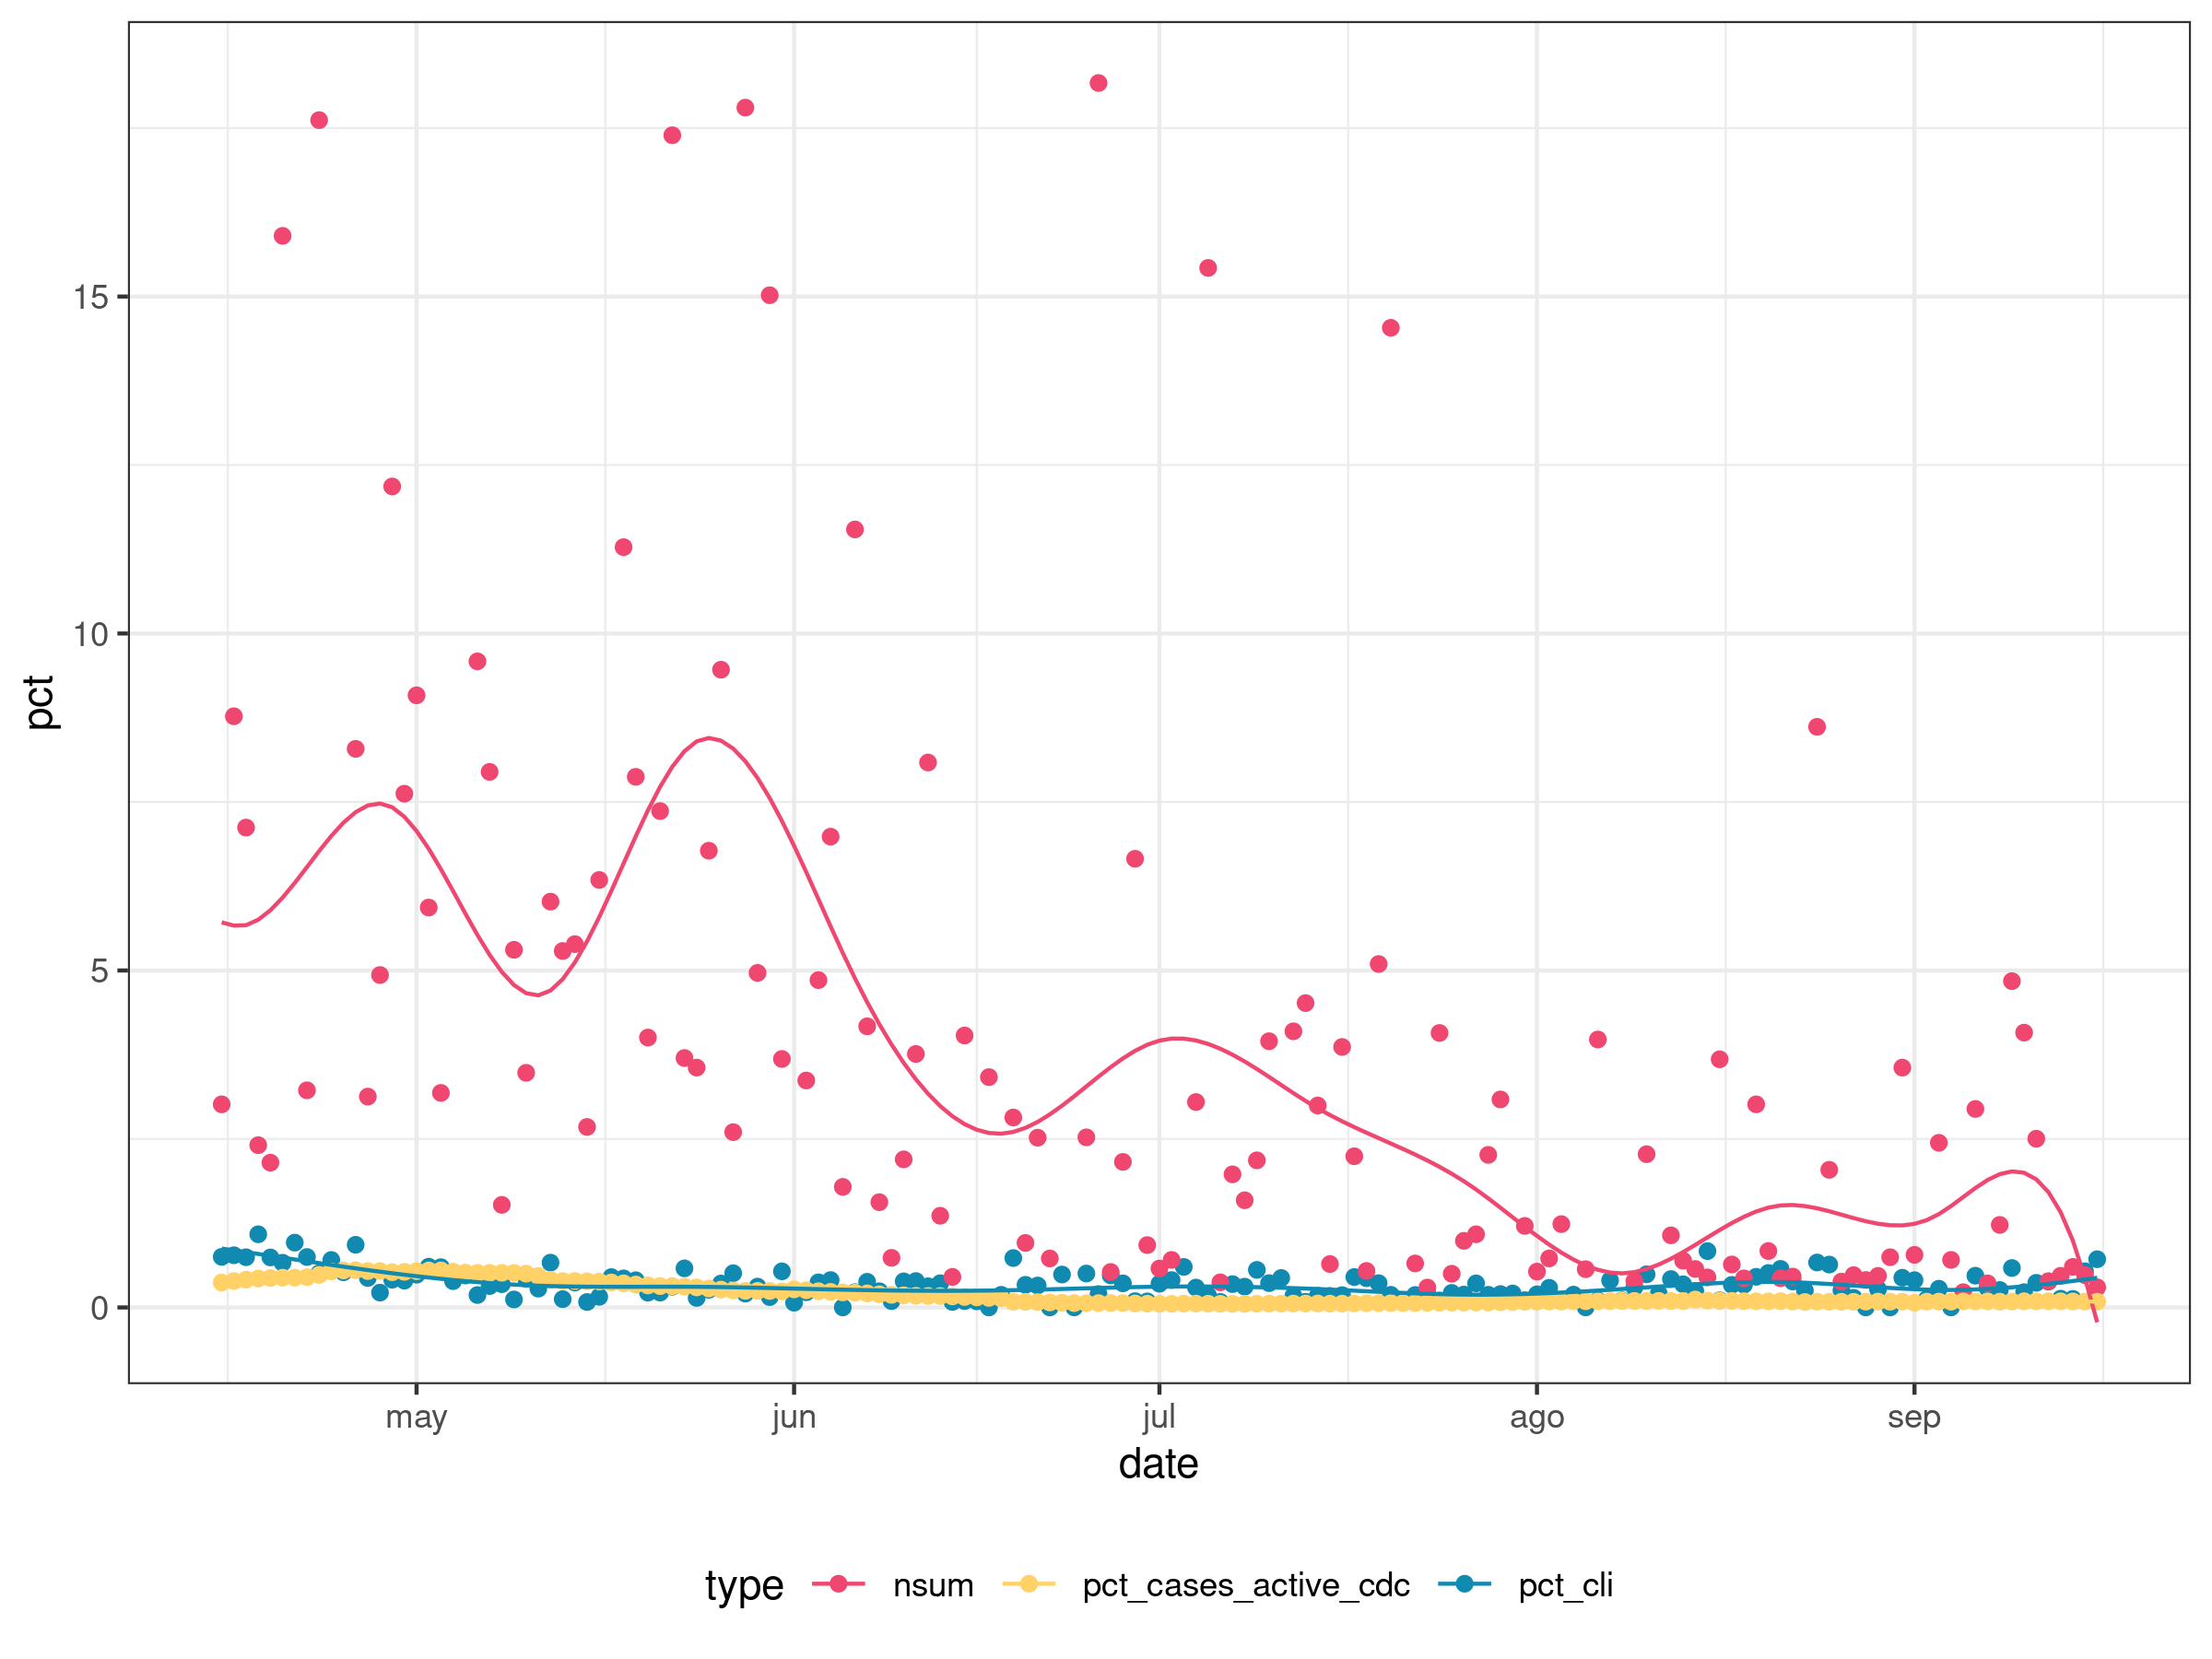 pct
15
10
5
0
may jun jul ago sep
date
type nsum pct_cases_active_cdc pct_cli